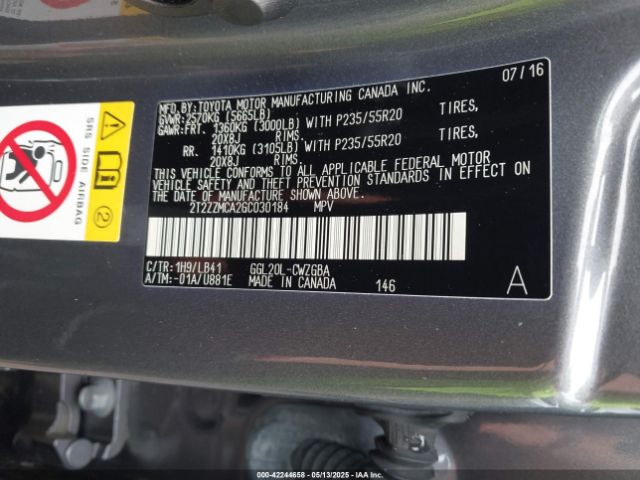 07/16
MFD. BY: TOYOTA MOTOR MANUFACTURING CANADA INC.
GVWR: 2570KG (5665LB)
GAWR: FRT. 1360KG (3000LB) WITH P235/55R20 TIRES,
20X8J RIMS.
RR. 1410KG (3105LB) WITH P235/55R20 TIRES,
20X8J RIMS.
THIS VEHICLE CONFORMS TO ALL APPLICABLE FEDERAL MOTOR
VEHICLE SAFETY AND THEFT PREVENTION STANDARDS IN EFFECT ON
THE DATE OF MANUFACTURE SHOWN ABOVE.
2T2ZZMCA2GC030184 MPV
C/TR: 1H9/LB41 GGL20L-CWZGBA
A/TM: -01A/U881E MADE IN CANADA 146 A
SRS SIDE AIRBAG
2
000-42244658 - 05/13/2025 - IAA Inc.